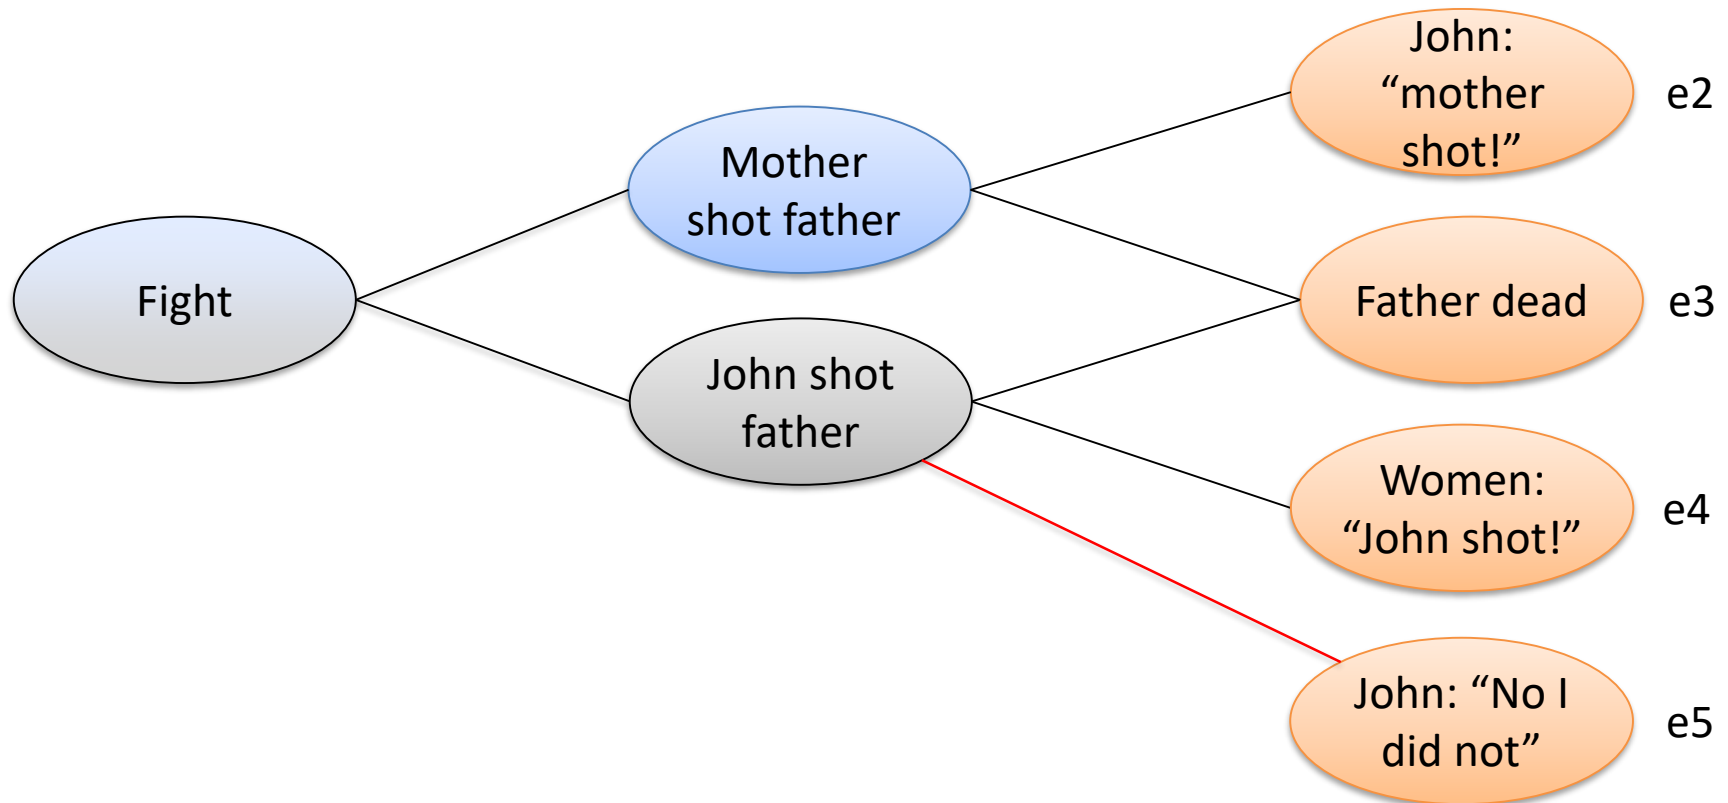 John:
“mother
shot!”
e2
Mother
shot father
Fight
Father dead
e3
John shot
father
Women:
“John shot!”
e4
John: “No I
did not”
e5